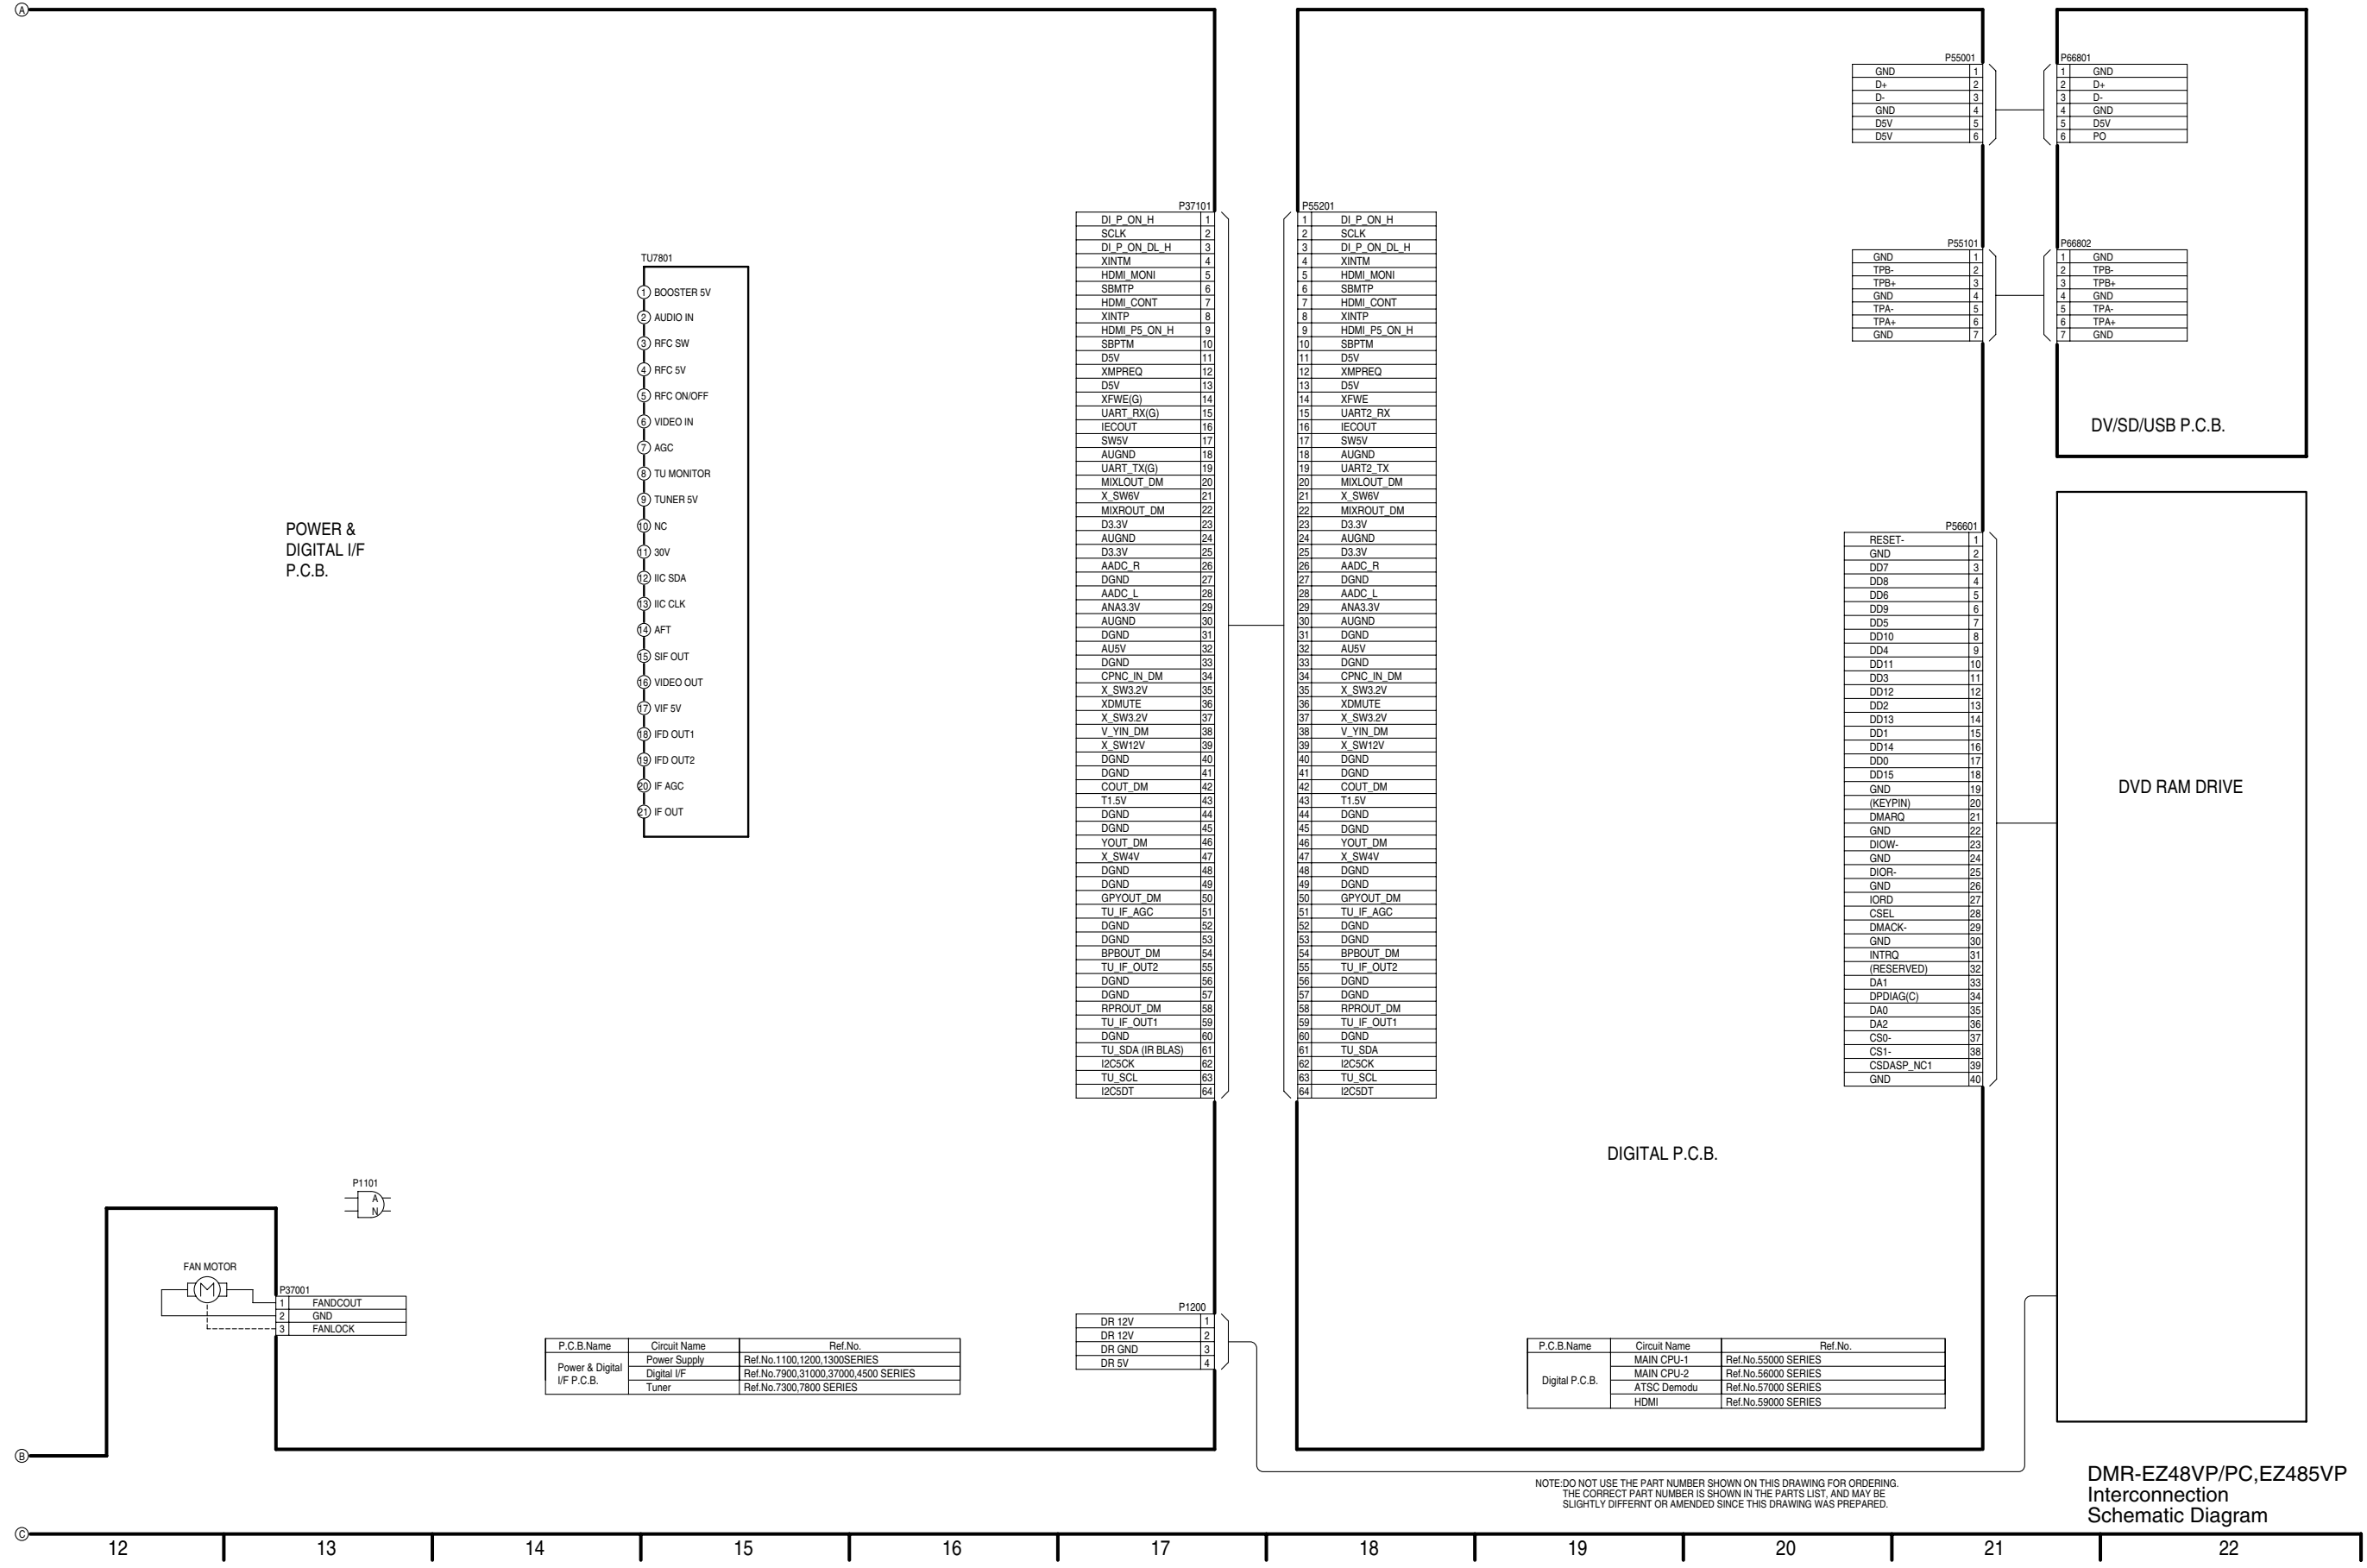 A
P37101
DI_P_ON_H 1
SCLK 2
DI_P_ON_DL_H 3
XINTM 4
HDMI_MONI 5
SBMTP 6
HDMI_CONT 7
XINTP 8
HDMI_P5_ON_H 9
SBPTM 10
D5V 11
XMPREQ 12
D5V 13
XFWE(G) 14
UART_RX(G) 15
IECOUT 16
SW5V 17
AUGND 18
UART_TX(G) 19
MIXLOUT_DM 20
X_SW6V 21
MIXROUT_DM 22
D3.3V 23
AUGND 24
D3.3V 25
AADC_R 26
DGND 27
AADC_L 28
ANA3.3V 29
AUGND 30
DGND 31
AU5V 32
DGND 33
CPNC_IN_DM 34
X_SW3.2V 35
XDMUTE 36
X_SW3.2V 37
V_YIN_DM 38
X_SW12V 39
DGND 40
DGND 41
COUT_DM 42
T1.5V 43
DGND 44
DGND 45
YOUT_DM 46
X_SW4V 47
DGND 48
DGND 49
GPYOUT_DM 50
TU_IF_AGC 51
DGND 52
DGND 53
BPBOUT_DM 54
TU_IF_OUT2 55
DGND 56
DGND 57
RPROUT_DM 58
TU_IF_OUT1 59
DGND 60
TU_SDA (IR BLAS) 61
I2C5CK 62
TU_SCL 63
I2C5DT 64
P55201
1 DI_P_ON_H
2 SCLK
3 DI_P_ON_DL_H
4 XINTM
5 HDMI_MONI
6 SBMTP
7 HDMI_CONT
8 XINTP
9 HDMI_P5_ON_H
10 SBPTM
11 D5V
12 XMPREQ
13 D5V
14 XFWE
15 UART2_RX
16 IECOUT
17 SW5V
18 AUGND
19 UART2_TX
20 MIXLOUT_DM
21 X_SW6V
22 MIXROUT_DM
23 D3.3V
24 AUGND
25 D3.3V
26 AADC_R
27 DGND
28 AADC_L
29 ANA3.3V
30 AUGND
31 DGND
32 AU5V
33 DGND
34 CPNC_IN_DM
35 X_SW3.2V
36 XDMUTE
37 X_SW3.2V
38 V_YIN_DM
39 X_SW12V
40 DGND
41 DGND
42 COUT_DM
43 T1.5V
44 DGND
45 DGND
46 YOUT_DM
47 X_SW4V
48 DGND
49 DGND
50 GPYOUT_DM
51 TU_IF_AGC
52 DGND
53 DGND
54 BPBOUT_DM
55 TU_IF_OUT2
56 DGND
57 DGND
58 RPROUT_DM
59 TU_IF_OUT1
60 DGND
61 TU_SDA
62 I2C5CK
63 TU_SCL
64 I2C5DT
P55001
GND 1
D+ 2
D- 3
GND 4
D5V 5
D5V 6
P66801
1 GND
2 D+
3 D-
4 GND
5 D5V
6 PO
P55101
GND 1
TPB- 2
TPB+ 3
GND 4
TPA- 5
TPA+ 6
GND 7
P66802
1 GND
2 TPB-
3 TPB+
4 GND
5 TPA-
6 TPA+
7 GND
DV/SD/USB P.C.B.
TU7801
1 BOOSTER 5V
2 AUDIO IN
3 RFC SW
4 RFC 5V
5 RFC ON/OFF
6 VIDEO IN
7 AGC
8 TU MONITOR
9 TUNER 5V
10 NC
11 30V
12 IIC SDA
13 IIC CLK
14 AFT
15 SIF OUT
16 VIDEO OUT
17 VIF 5V
18 IFD OUT1
19 IFD OUT2
20 IF AGC
21 IF OUT
POWER &
DIGITAL I/F
P.C.B.
P56601
RESET- 1
GND 2
DD7 3
DD8 4
DD6 5
DD9 6
DD5 7
DD10 8
DD4 9
DD11 10
DD3 11
DD12 12
DD2 13
DD13 14
DD1 15
DD14 16
DD0 17
DD15 18
GND 19
(KEYPIN) 20
DMARQ 21
GND 22
DIOW- 23
GND 24
DIOR- 25
GND 26
IORD 27
CSEL 28
DMACK- 29
GND 30
INTRQ 31
(RESERVED) 32
DA1 33
DPDIAG(C) 34
DA0 35
DA2 36
CS0- 37
CS1- 38
CSDASP_NC1 39
GND 40
DVD RAM DRIVE
DIGITAL P.C.B.
P1101
A
N
FAN MOTOR
M
P37001
1 FANDCOUT
2 GND
3 FANLOCK
P1200
DR 12V 1
DR 12V 2
DR GND 3
DR 5V 4
P.C.B.Name Circuit Name Ref.No.
Power & Digital
I/F P.C.B.
Power Supply Ref.No.1100,1200,1300SERIES
Digital I/F Ref.No.7900,31000,37000,4500 SERIES
Tuner Ref.No.7300,7800 SERIES
P.C.B.Name Circuit Name Ref.No.
Digital P.C.B.
MAIN CPU-1 Ref.No.55000 SERIES
MAIN CPU-2 Ref.No.56000 SERIES
ATSC Demodu Ref.No.57000 SERIES
HDMI Ref.No.59000 SERIES
B
NOTE:DO NOT USE THE PART NUMBER SHOWN ON THIS DRAWING FOR ORDERING.
THE CORRECT PART NUMBER IS SHOWN IN THE PARTS LIST, AND MAY BE
SLIGHTLY DIFFERNT OR AMENDED SINCE THIS DRAWING WAS PREPARED.
DMR-EZ48VP/PC,EZ485VP
Interconnection
Schematic Diagram
C
12 13 14 15 16 17 18 19 20 21 22